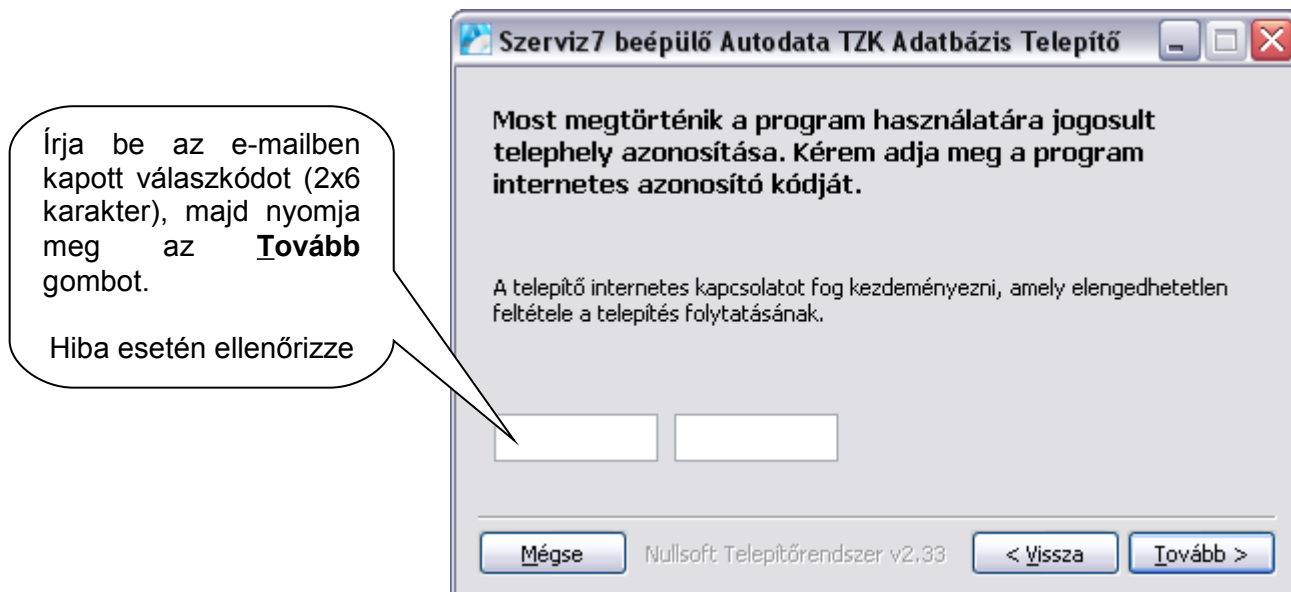 Szerviz7 beépülő Autodata TZK Adatbázis Telepítő
Írja be az e-mailben
kapott válaszkódot (2x6
karakter), majd nyomja
meg az Tovább
gombot.
Hiba esetén ellenőrizze
Most megtörténik a program használatára jogosult
telephely azonosítása. Kérem adja meg a program
internetes azonosító kódját.
A telepítő internetes kapcsolatot fog kezdeményezni, amely elengedhetetlen
feltétele a telepítés folytatásának.
Mégse Nullsoft Telepítőrendszer v2.33 < Vissza Tovább >